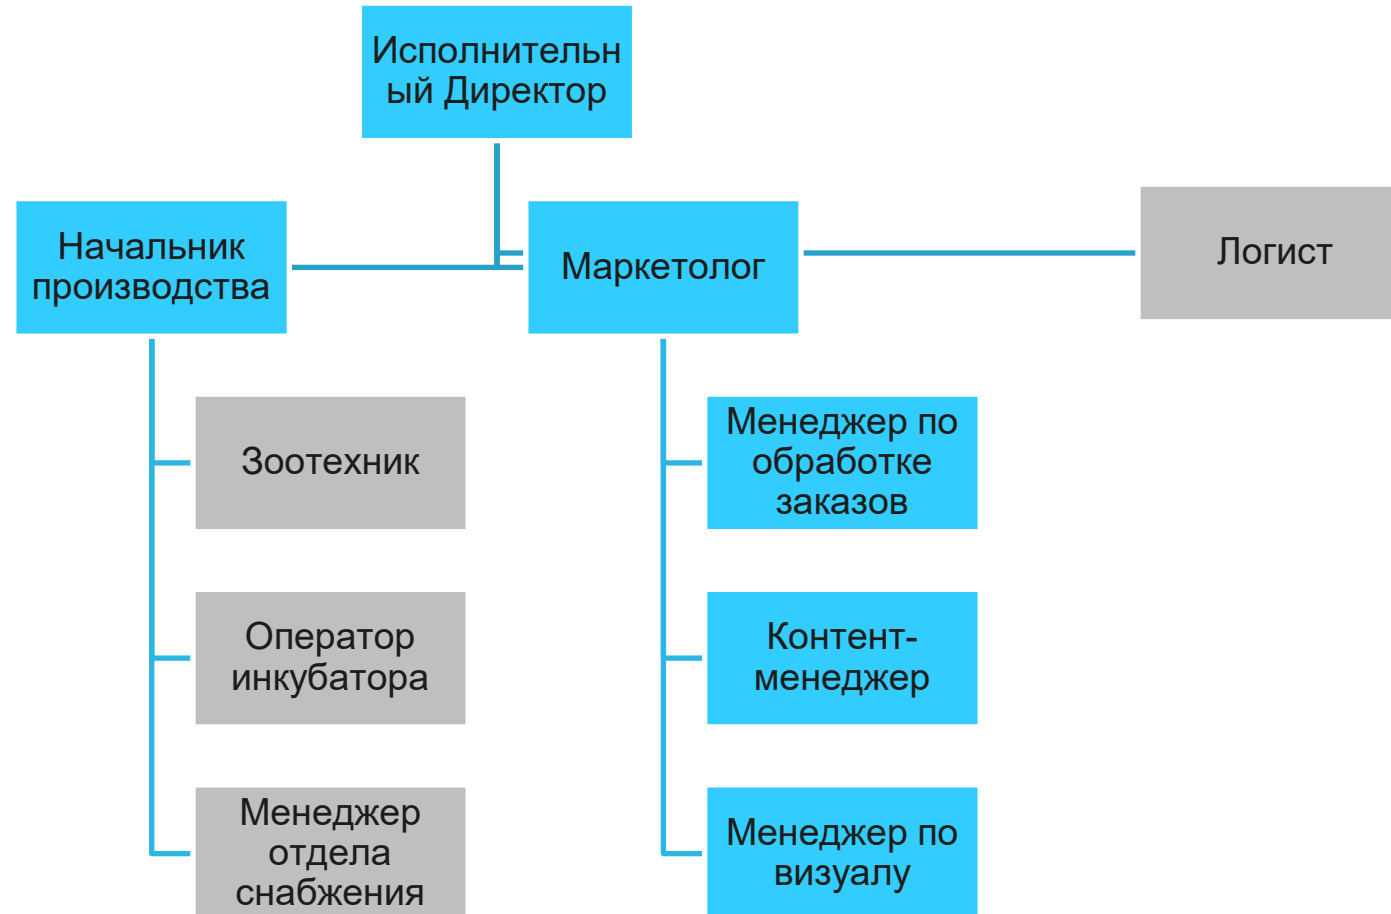 Исполнительн
ый Директор
Начальник
производства
Маркетолог
Логист
Зоотехник
Оператор
инкубатора
Менеджер
отдела
снабжения
Менеджер по
обработке
заказов
Контент-
менеджер
Менеджер по
визуалу